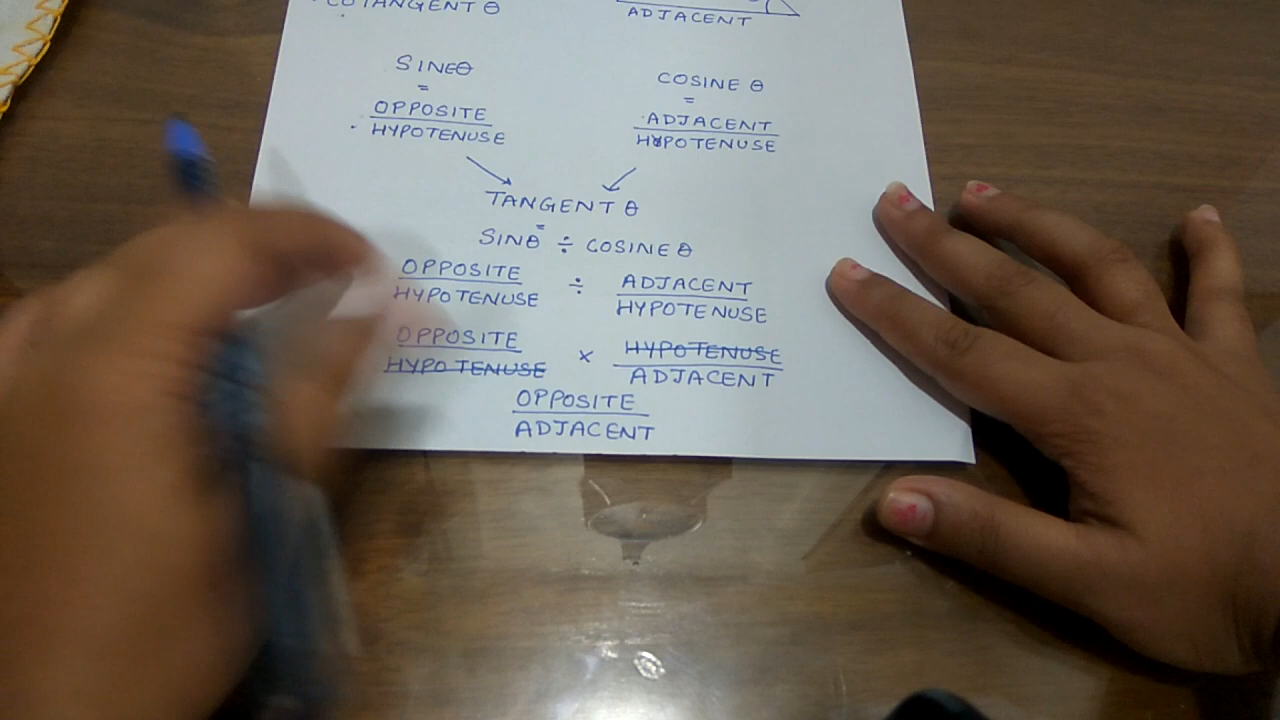 COTANGENT θ
ADJACENT
SINEθ
=
OPPOSITE
HYPOTENUSE
COSINE θ
=
ADJACENT
HYPOTENUSE
TANGENT θ
=
SINθ ÷ COSINE θ
OPPOSITE ÷ ADJACENT
HYPOTENUSE HYPOTENUSE
OPPOSITE × HYPOTENUSE
HYPOTENUSE ADJACENT
OPPOSITE
ADJACENT